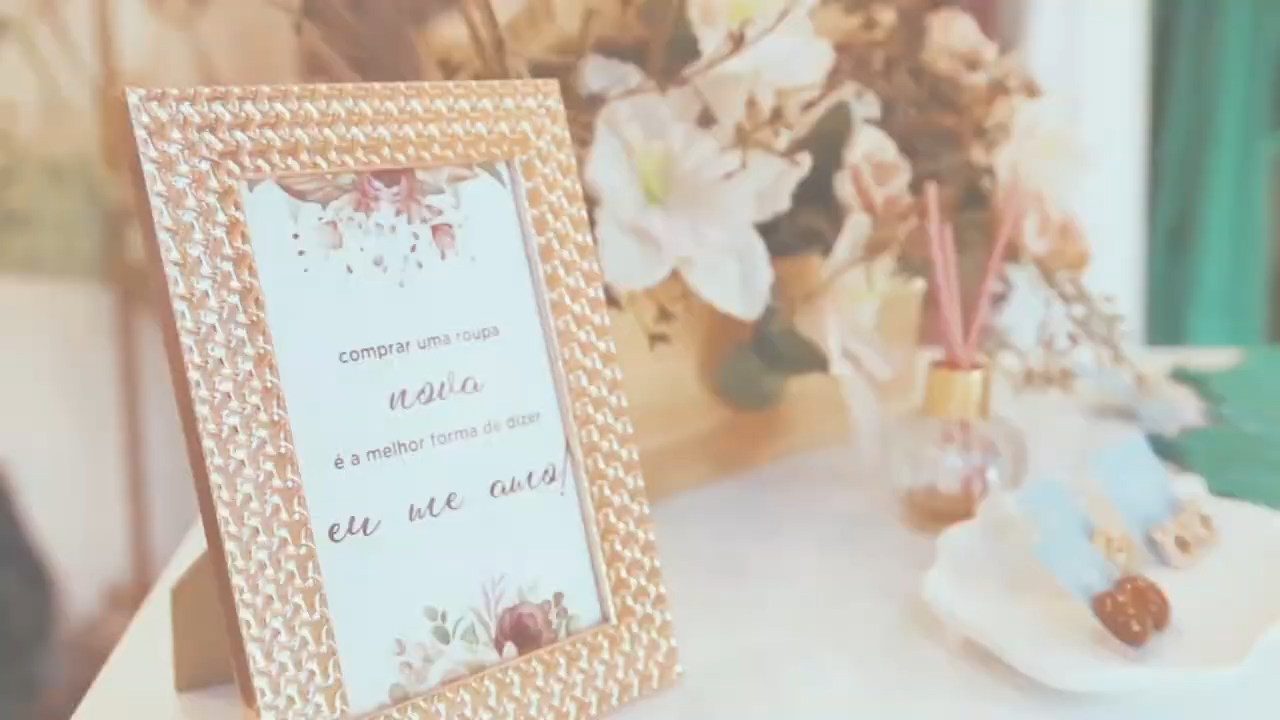 comprar uma roupa
nova
é a melhor forma de dizer
eu me amo!